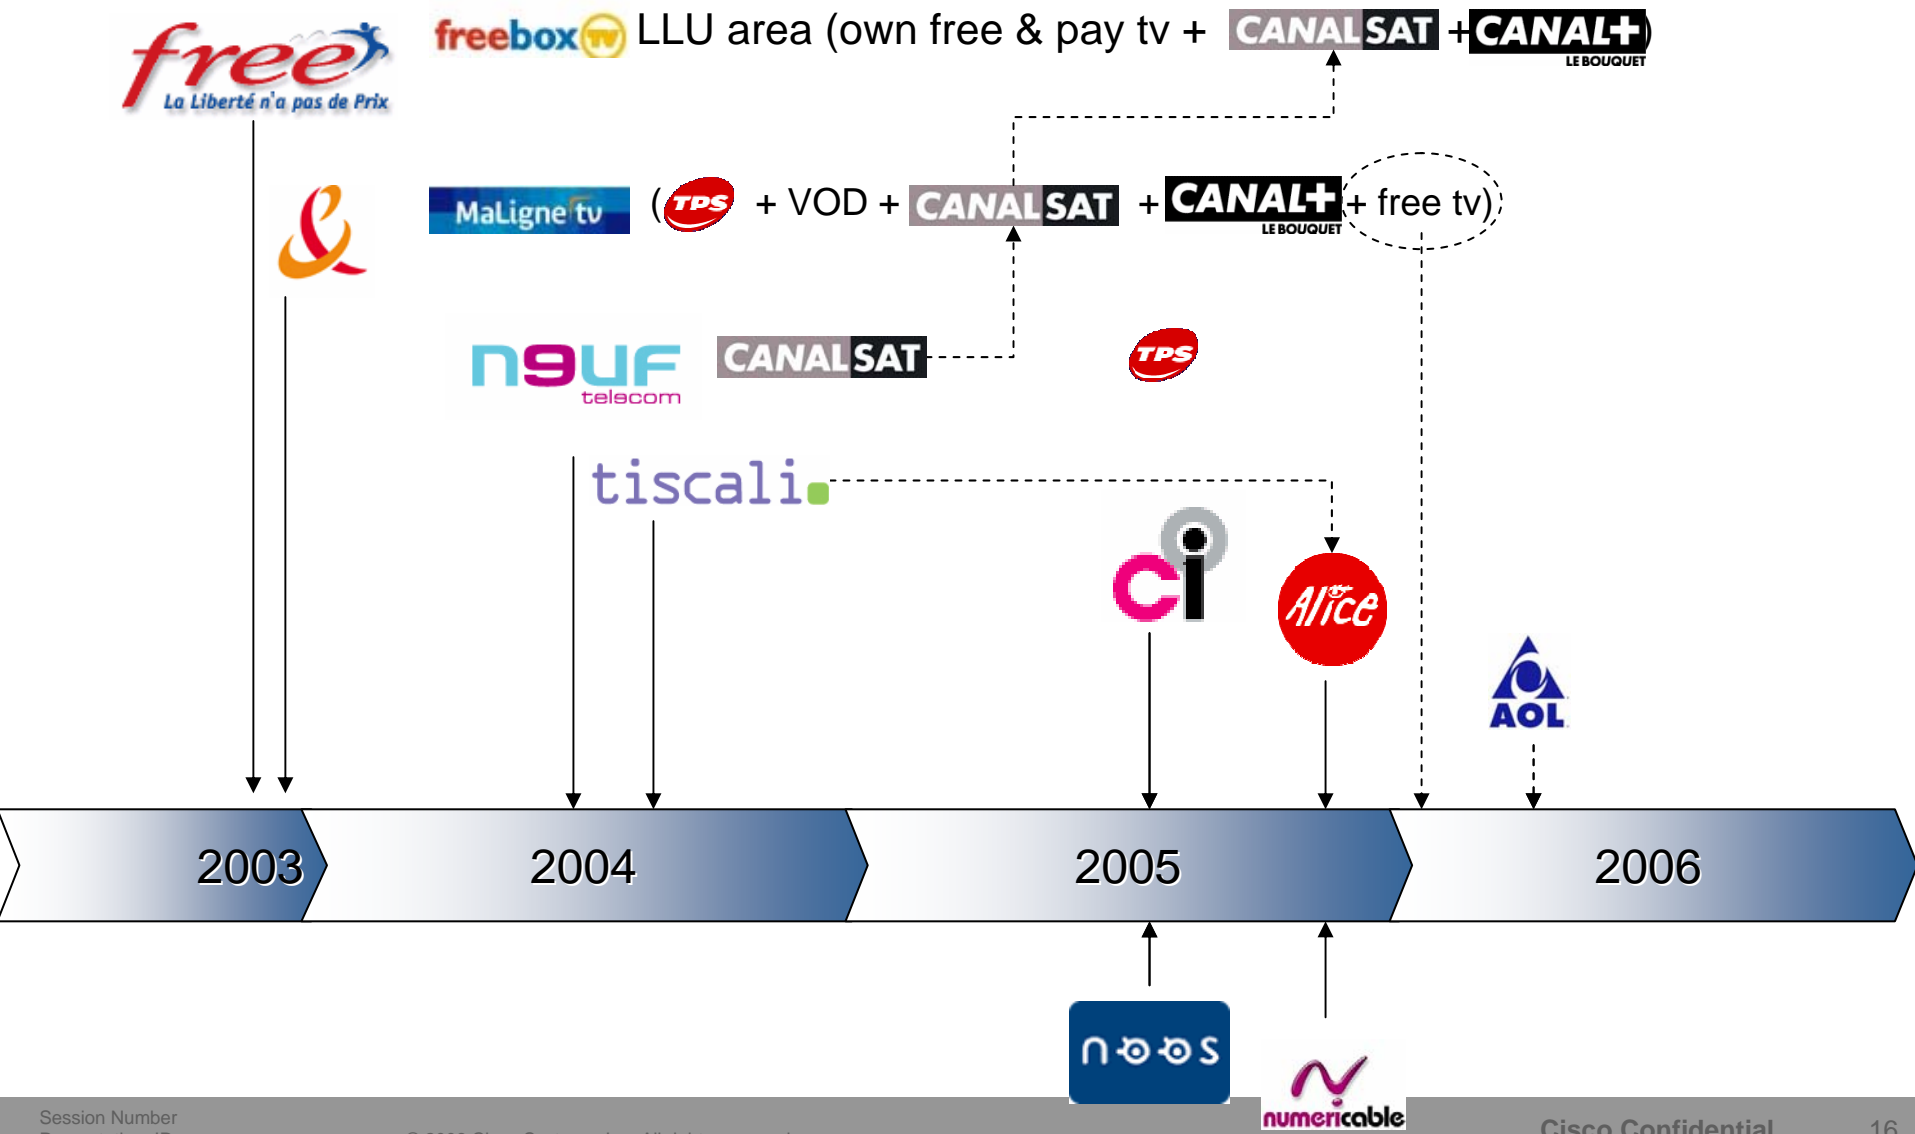 free
La Liberté n'a pas de Prix
freebox tv LLU area (own free & pay tv + CANALSAT + CANAL+)
LE BOUQUET
MaLigne tv (TPS + VOD + CANALSAT + CANAL+ + free tv)
LE BOUQUET
n9uf CANALSAT TPS
telecom
tiscali.
ci
Alice
AOL
2003 2004 2005 2006
noos
numericable
Session Number
Cisco Confidential 16